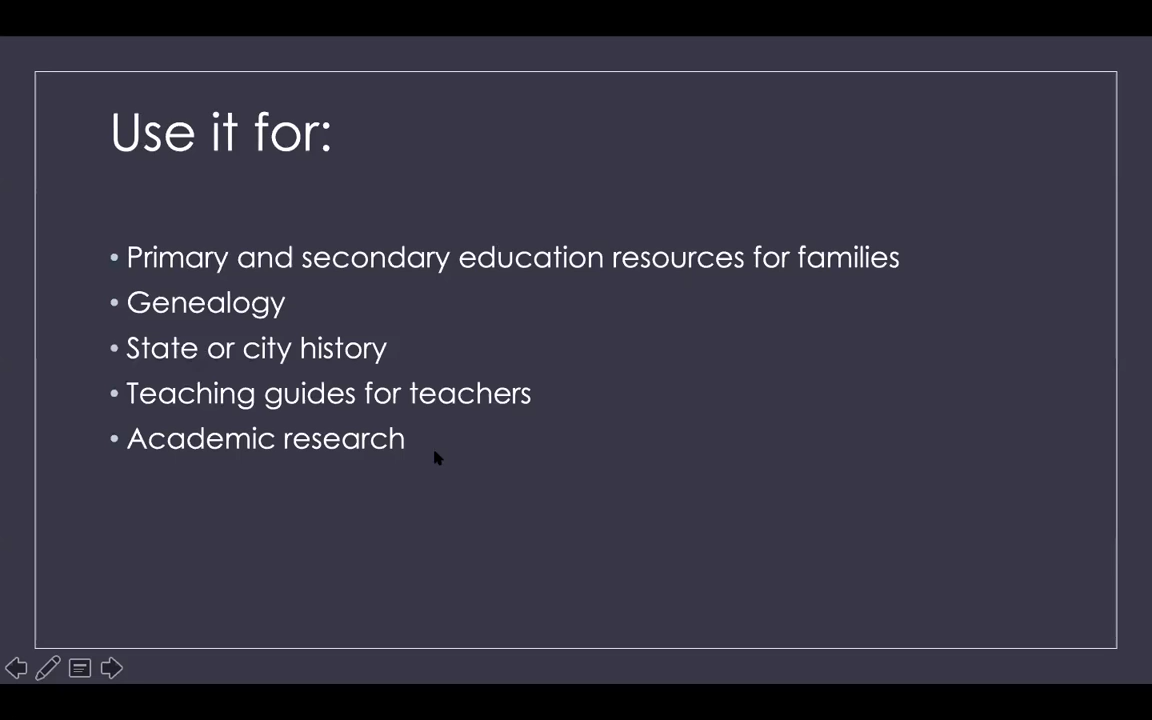 Use it for:
• Primary and secondary education resources for families
• Genealogy
• State or city history
• Teaching guides for teachers
• Academic research